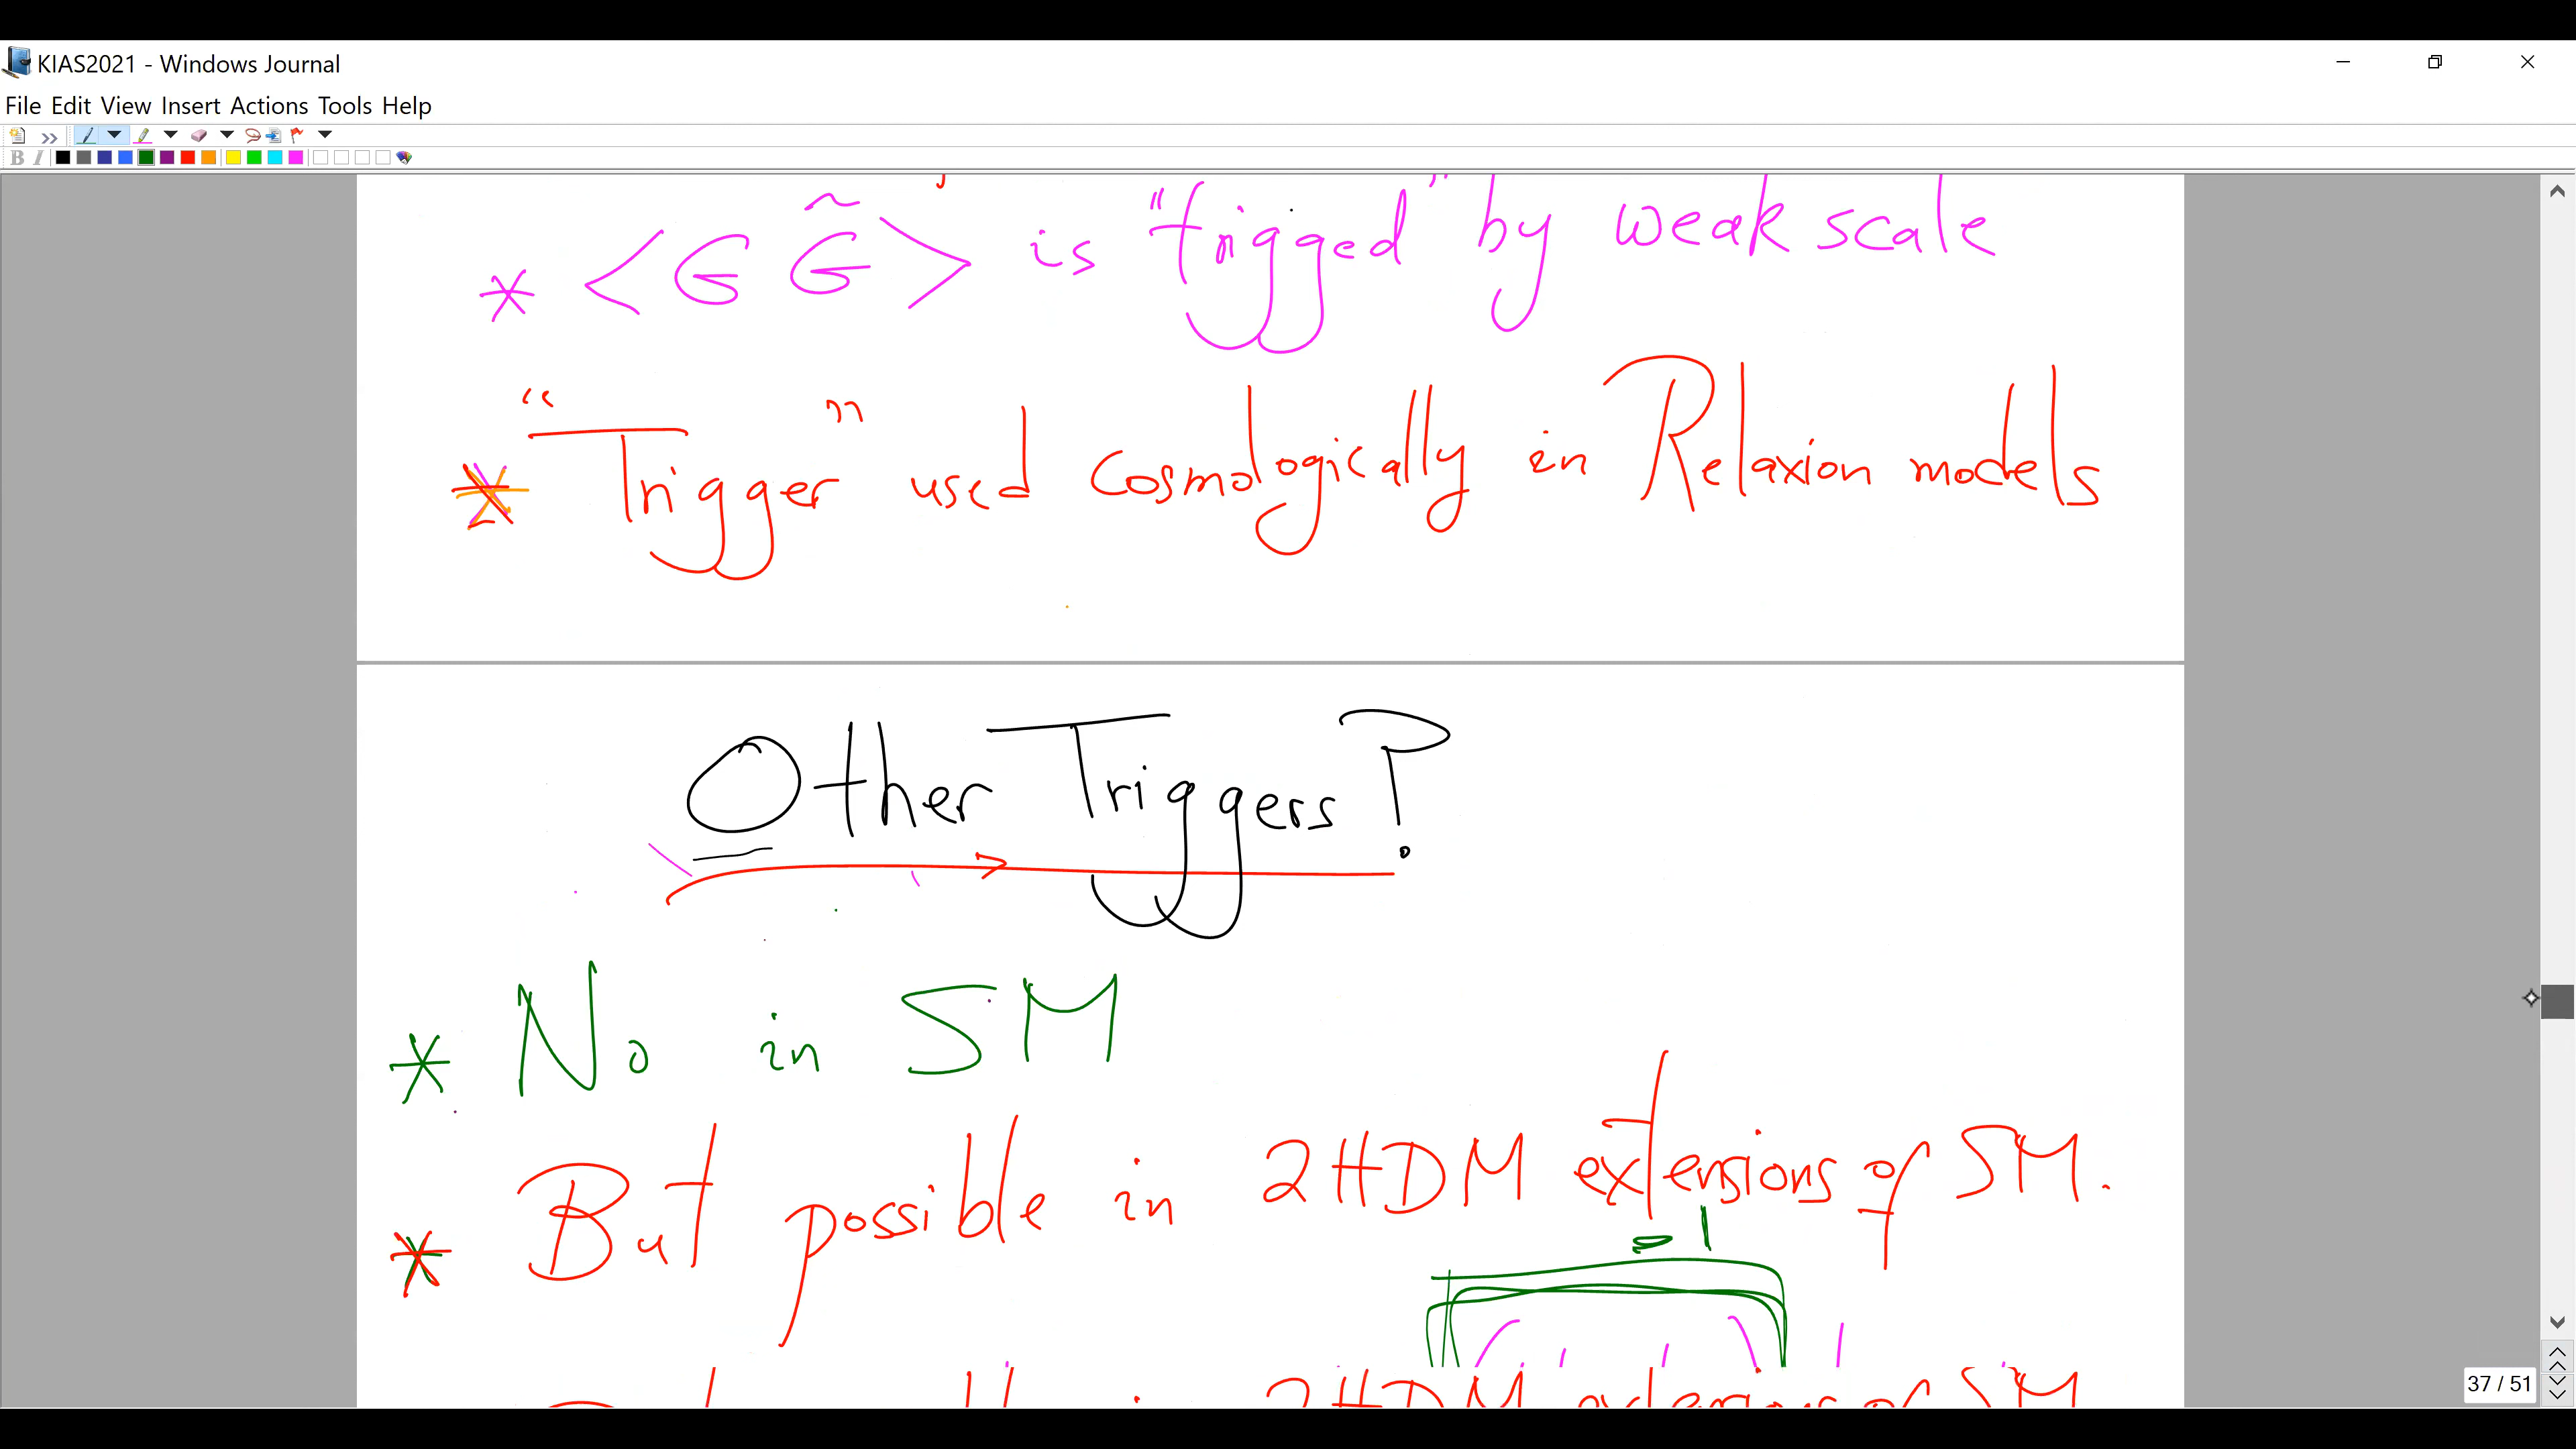 KIAS2021 - Windows Journal
File Edit View Insert Actions Tools Help
B I
* <G G̃> is "trigged" by weak scale
* "Trigger" used cosmologically in Relaxion models
Other Triggers?
* No in SM
* But possible in 2HDM extensions of SM.
= 1
37 / 51